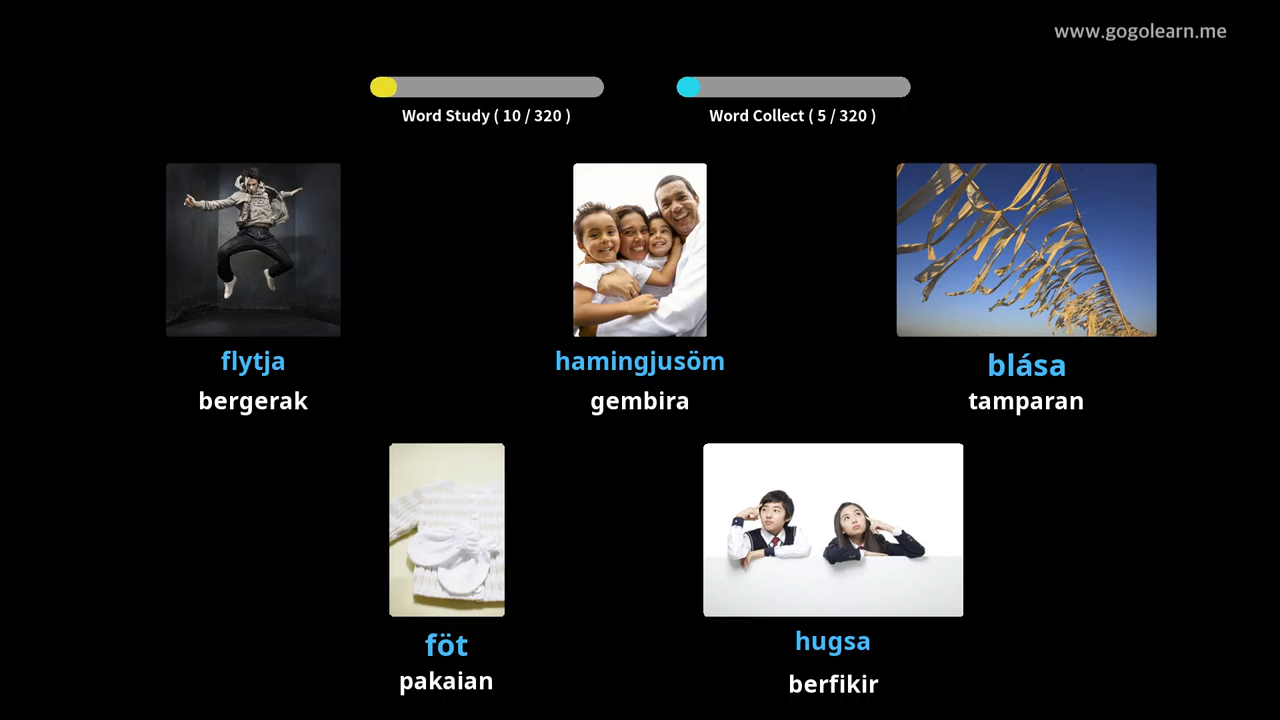 www.gogolearn.me
Word Study ( 10 / 320 )
Word Collect ( 5 / 320 )
flytja
bergerak
hamingjusöm
gembira
blása
tamparan
föt
pakaian
hugsa
berfikir